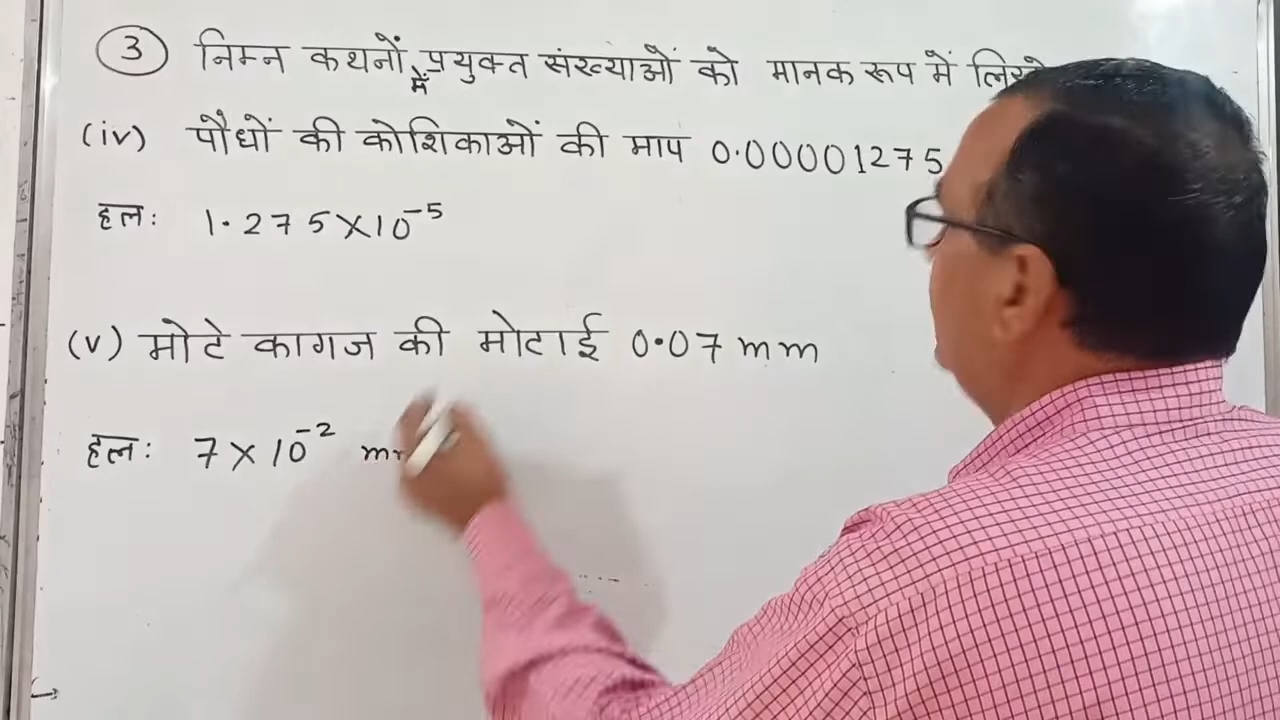 3 निम्न कथनों में प्रयुक्त संख्याओं को मानक रूप में
(iv) पौधों की कोशिकाओं की माप 0.00001275
हल: 1.275×10⁻⁵
(v) मोटे कागज की मोटाई 0.07 mm
हल: 7×10⁻²